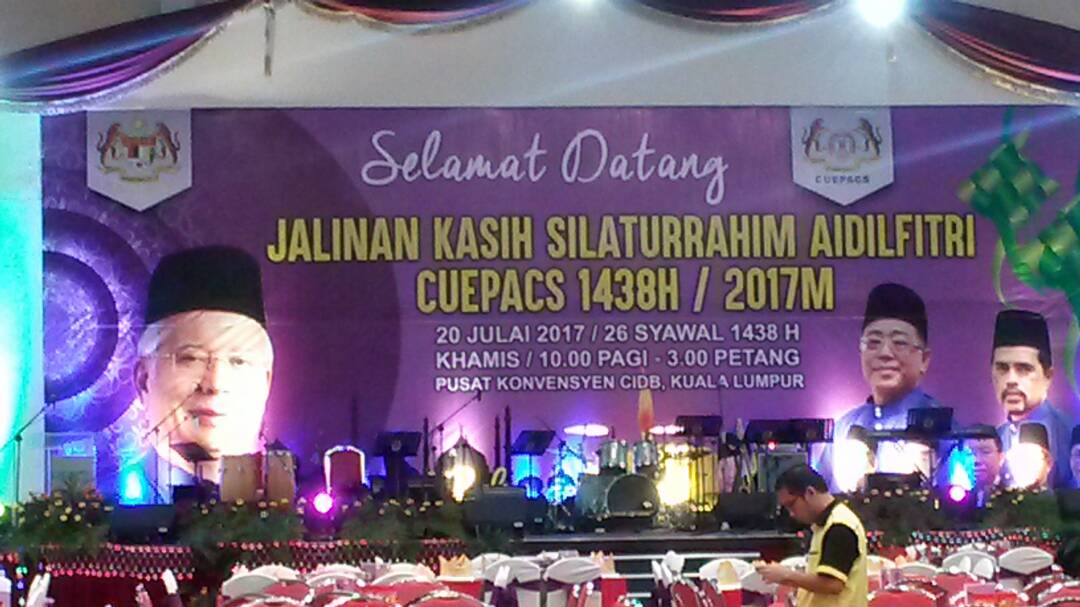 Selamat Datang
CUEPACS
JALINAN KASIH SILATURRAHIM AIDILFITRI
CUEPACS 1438H / 2017M
20 JULAI 2017 / 26 SYAWAL 1438 H
KHAMIS / 10.00 PAGI - 3.00 PETANG
PUSAT KONVENSYEN CIDB, KUALA LUMPUR